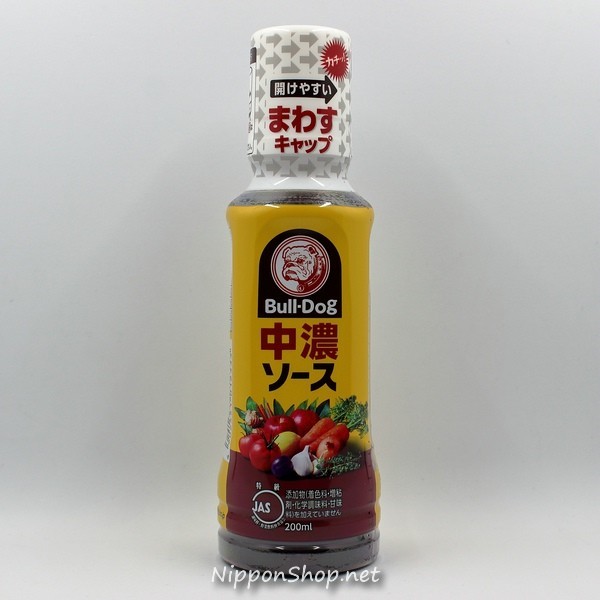 カチッ!
開けやすい
まわす
キャップ
Bull-Dog
中濃
ソース
特級
JAS
添加物(着色料・増粘
剤・化学調味料・甘味
料)を加えていません
200ml
NipponShop.net